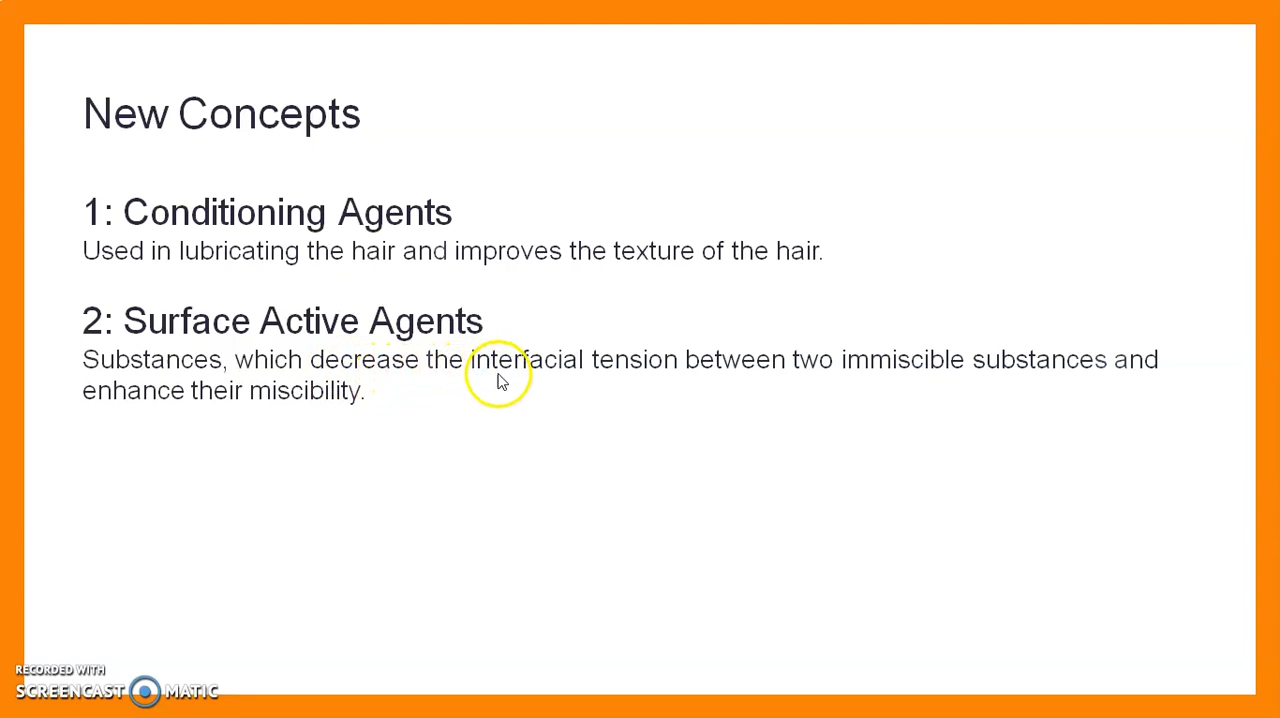 New Concepts
1: Conditioning Agents
Used in lubricating the hair and improves the texture of the hair.
2: Surface Active Agents
Substances, which decrease the interfacial tension between two immiscible substances and
enhance their miscibility.
RECORDED WITH
SCREENCAST MATIC